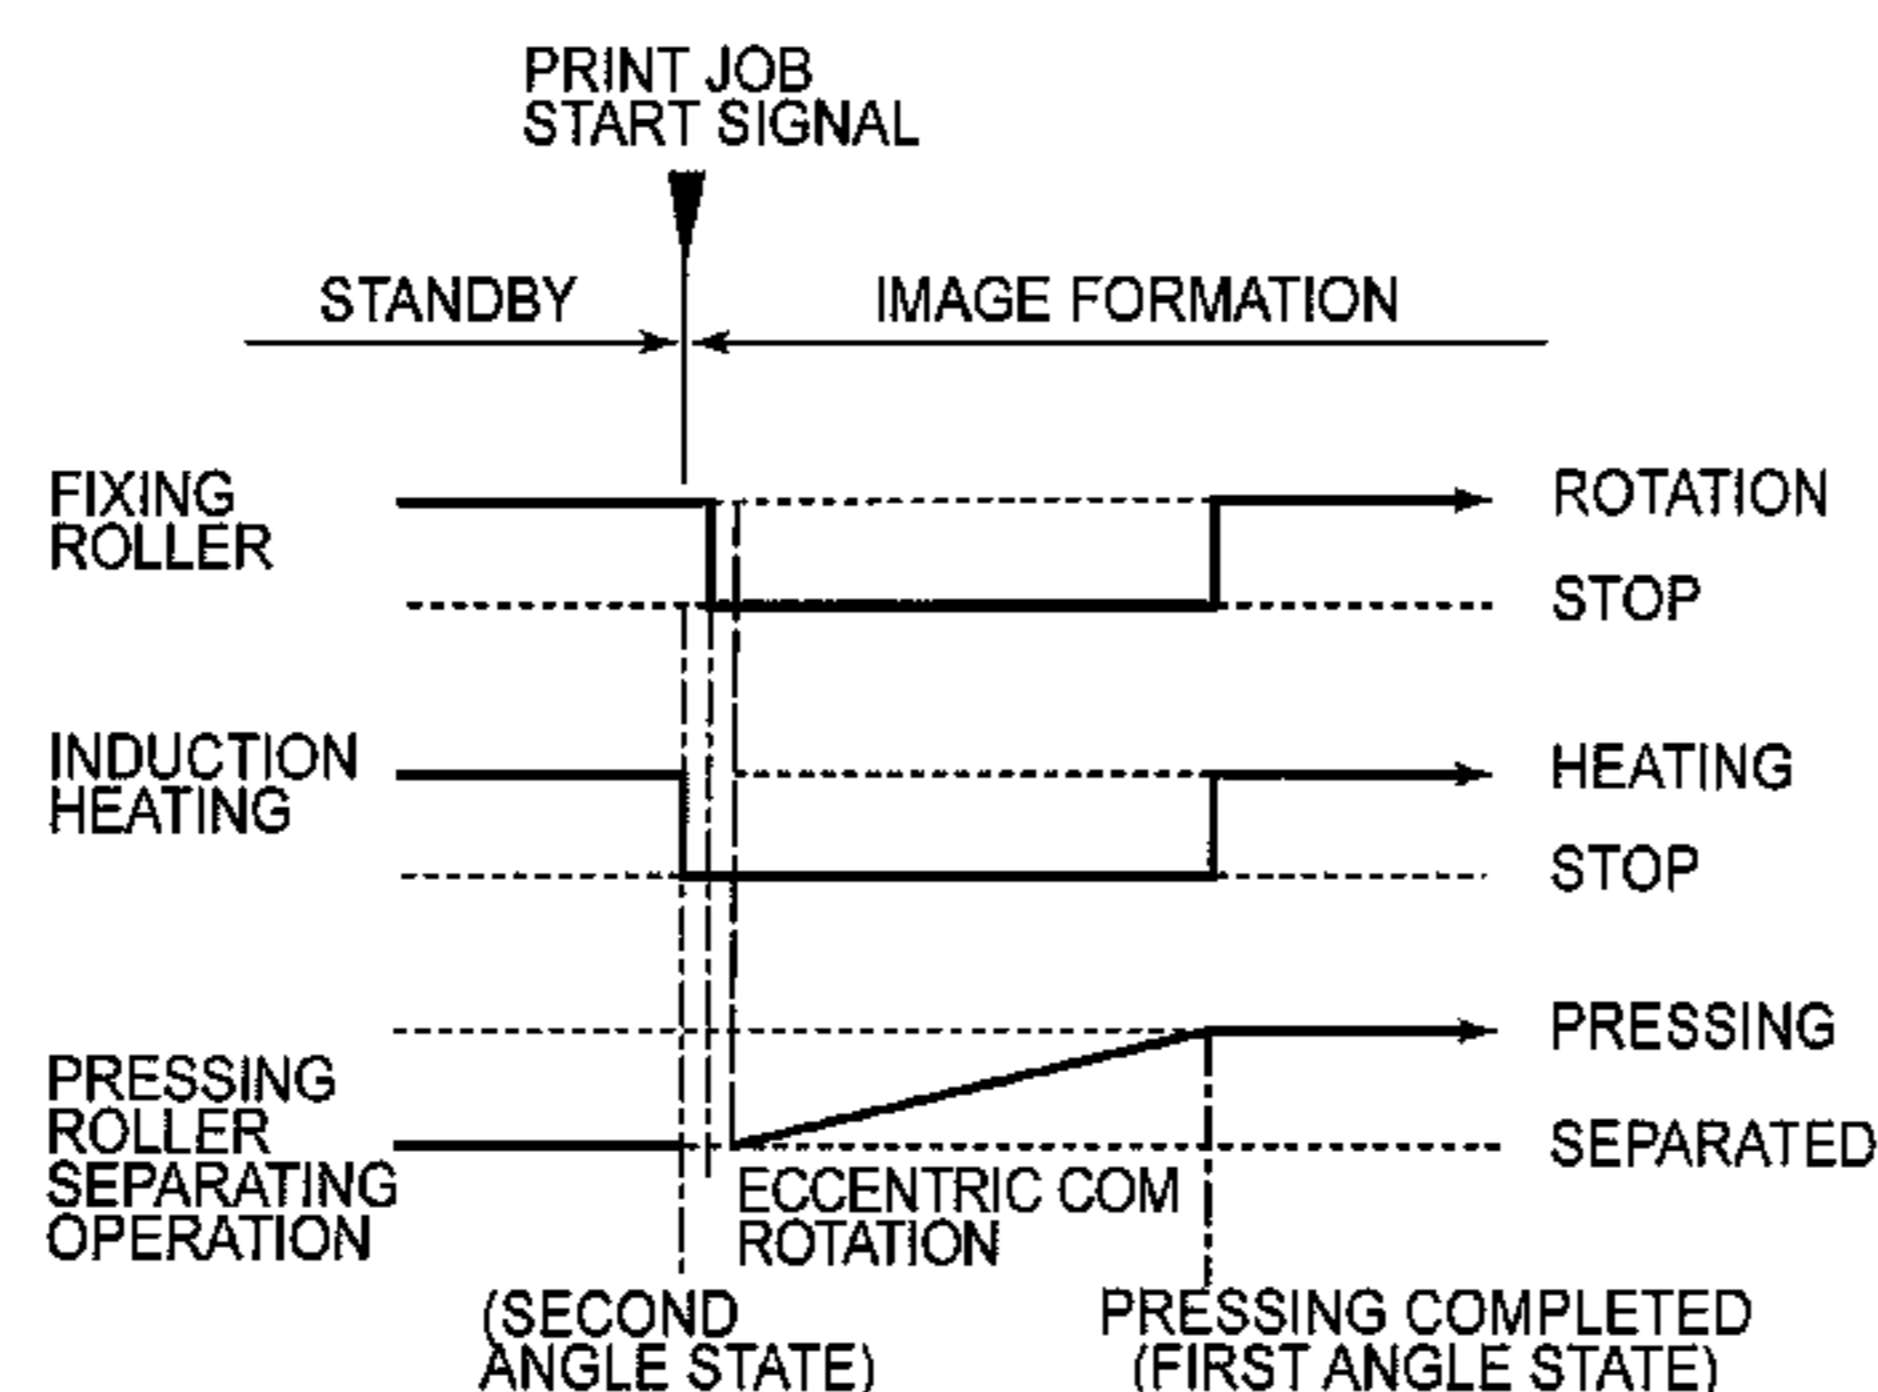 PRINT JOB
START SIGNAL
STANDBY
IMAGE FORMATION
FIXING
ROLLER
ROTATION
STOP
INDUCTION
HEATING
HEATING
STOP
PRESSING
ROLLER
SEPARATING
OPERATION
PRESSING
SEPARATED
ECCENTRIC COM
ROTATION
(SECOND
ANGLE STATE)
PRESSING COMPLETED
(FIRST ANGLE STATE)